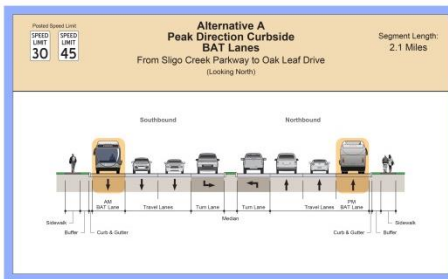 Posted Speed Limit
SPEED LIMIT 30
SPEED LIMIT 45
Alternative A
Peak Direction Curbside
BAT Lanes
From Sligo Creek Parkway to Oak Leaf Drive
(Looking North)
Segment Length:
2.1 Miles
Southbound
Northbound
AM
BAT Lane
Travel Lanes
Turn Lane
Turn Lane
Travel Lanes
PM
BAT Lane
Median
Sidewalk
Buffer
Curb & Gutter
Curb & Gutter
Buffer
Sidewalk